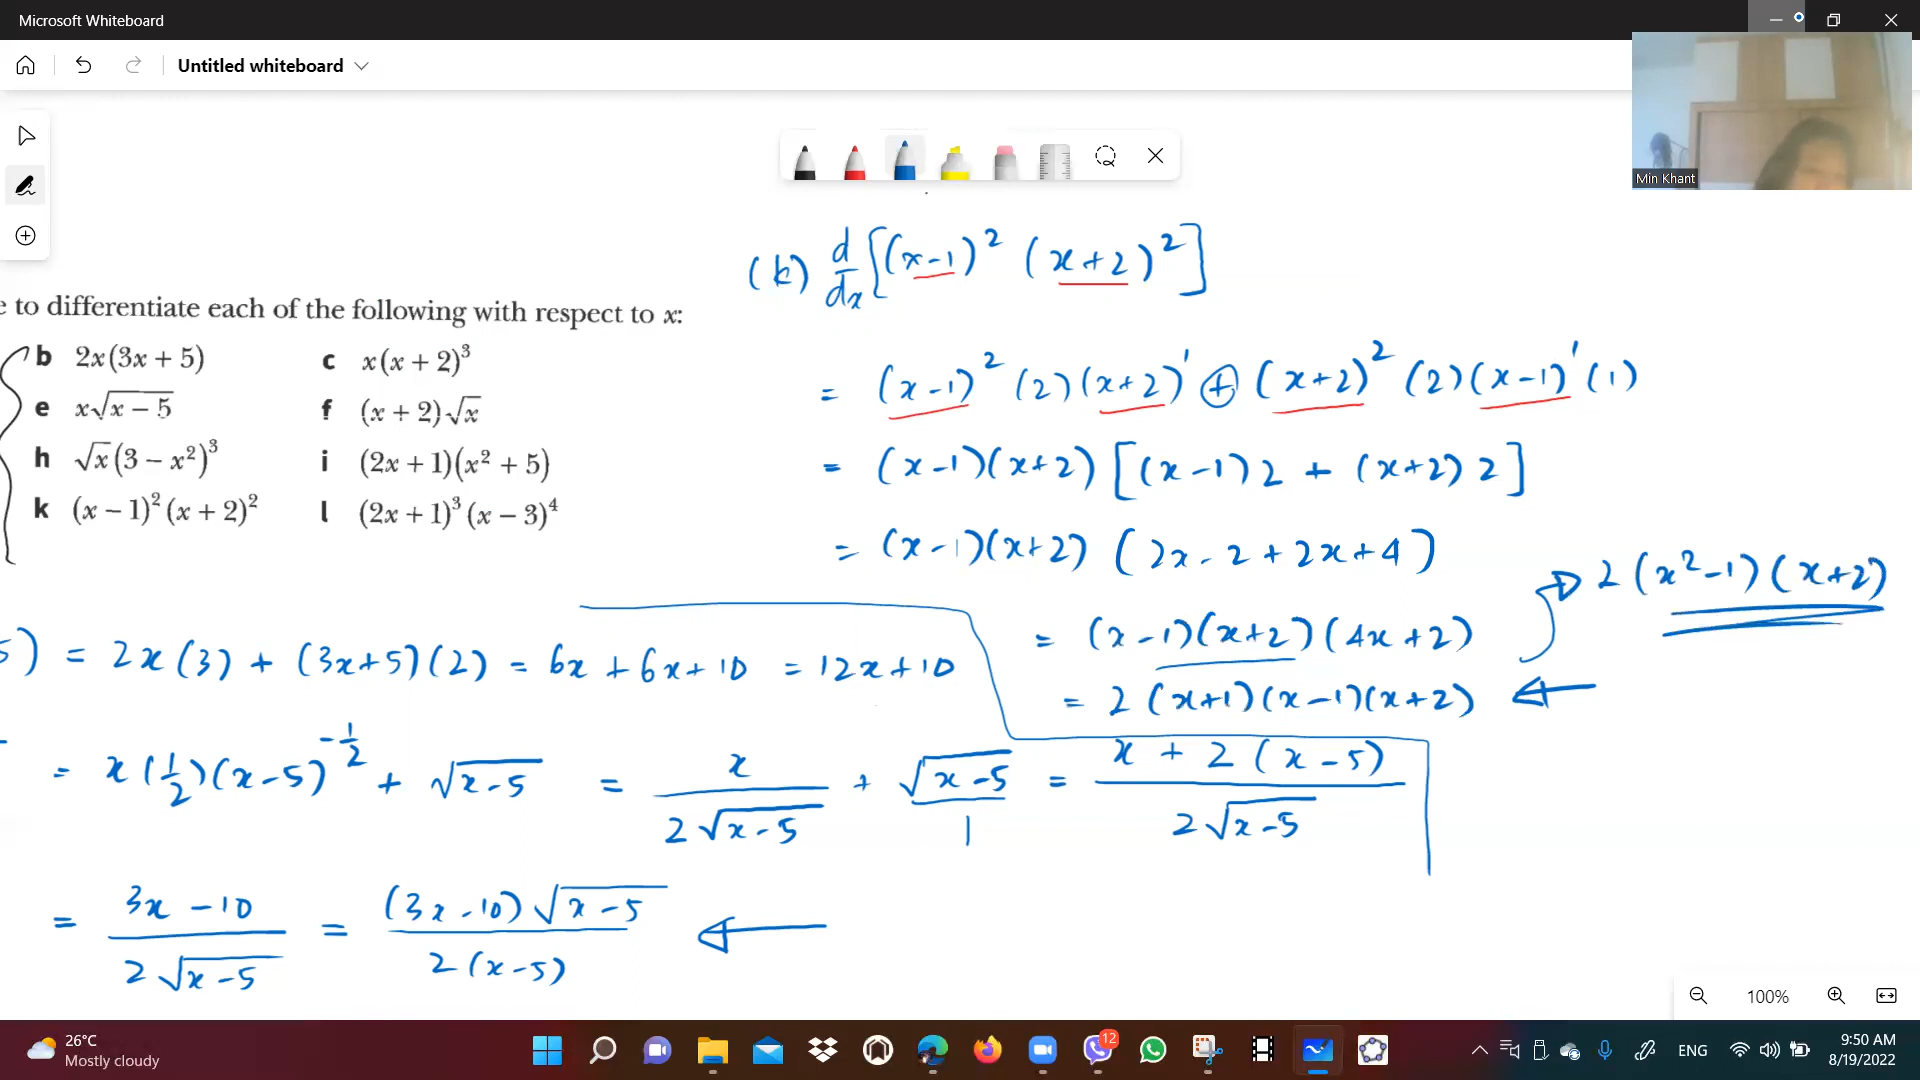 Microsoft Whiteboard
Untitled whiteboard
Min Khant
(k) d/dx [(x-1)² (x+2)²]
= (x-1)² (2)(x+2)' ⊕ (x+2)² (2)(x-1)' (1)
= (x-1)(x+2) [(x-1)2 + (x+2)2]
= (x-1)(x+2) (2x-2+2x+4)
= (x-1)(x+2)(4x+2)
2(x²-1)(x+2)
= 2(x+1)(x-1)(x+2)
e to differentiate each of the following with respect to x:
b 2x(3x + 5) c x(x + 2)³
e x√(x − 5) f (x + 2)√x
h √x(3 − x²)³ i (2x + 1)(x² + 5)
k (x − 1)²(x + 2)² l (2x + 1)³(x − 3)⁴
5) = 2x(3) + (3x+5)(2) = 6x + 6x + 10 = 12x+10
= x(1/2)(x-5)^(-1/2) + √(x-5) = x/(2√(x-5)) + √(x-5)/1 = (x + 2(x-5))/(2√(x-5))
= (3x-10)/(2√(x-5)) = ((3x-10)√(x-5))/(2(x-5))
100%
26°C
Mostly cloudy
12
ENG
9:50 AM
8/19/2022